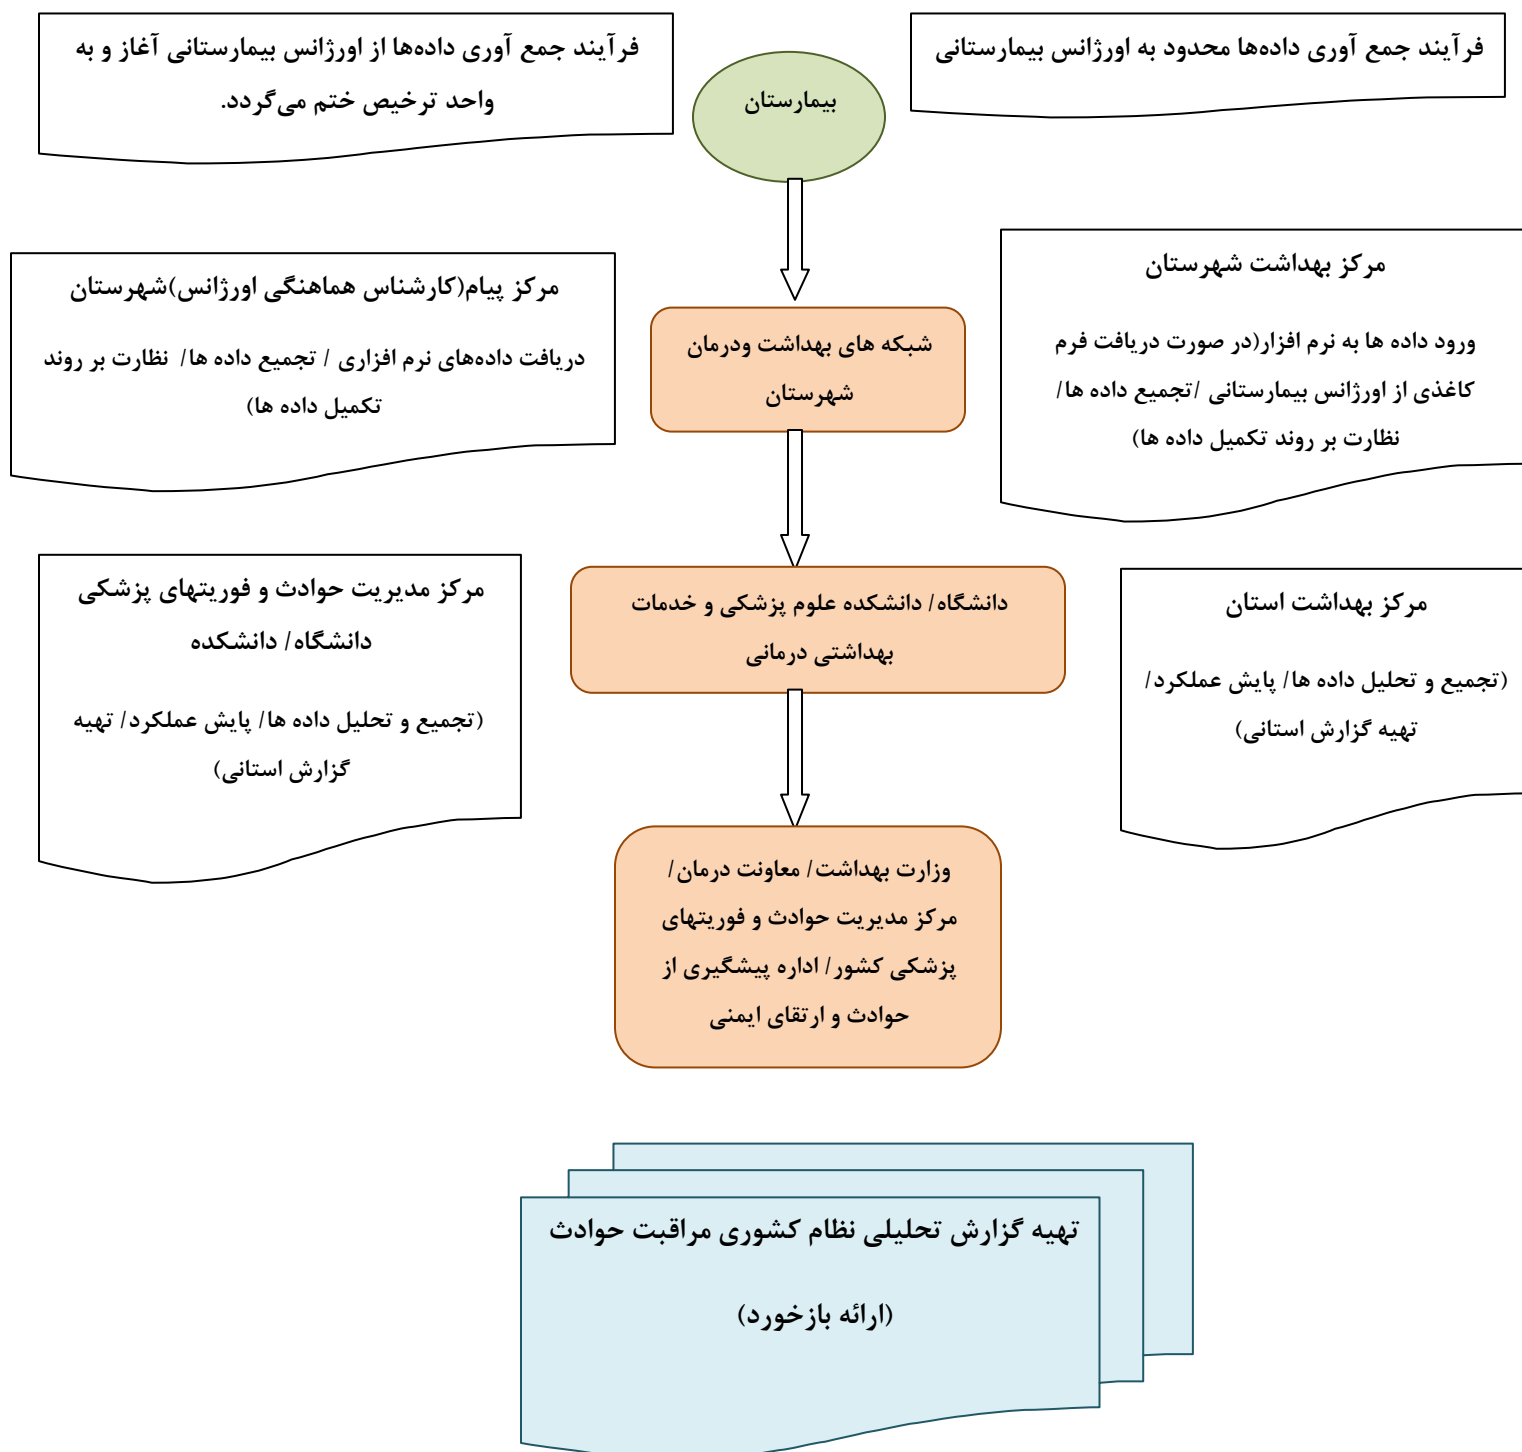 فرآیند جمع آوری داده‌ها محدود به اورژانس بیمارستانی
بیمارستان
فرآیند جمع آوری داده‌ها از اورژانس بیمارستانی آغاز و به
واحد ترخیص ختم می‌گردد.
مرکز بهداشت شهرستان
ورود داده ها به نرم افزار(در صورت دریافت فرم
کاغذی از اورژانس بیمارستانی /تجمیع داده ها/
نظارت بر روند تکمیل داده ها)
شبکه های بهداشت ودرمان
شهرستان
مرکز پیام(کارشناس هماهنگی اورژانس)شهرستان
دریافت داده‌های نرم افزاری / تجمیع داده ها/ نظارت بر روند
تکمیل داده ها)
مرکز بهداشت استان
(تجمیع و تحلیل داده ها/ پایش عملکرد/
تهیه گزارش استانی)
دانشگاه/ دانشکده علوم پزشکی و خدمات
بهداشتی درمانی
مرکز مدیریت حوادث و فوریتهای پزشکی
دانشگاه/ دانشکده
(تجمیع و تحلیل داده ها/ پایش عملکرد/ تهیه
گزارش استانی)
وزارت بهداشت/ معاونت درمان/
مرکز مدیریت حوادث و فوریتهای
پزشکی کشور/ اداره پیشگیری از
حوادث و ارتقای ایمنی
تهیه گزارش تحلیلی نظام کشوری مراقبت حوادث
(ارائه بازخورد)